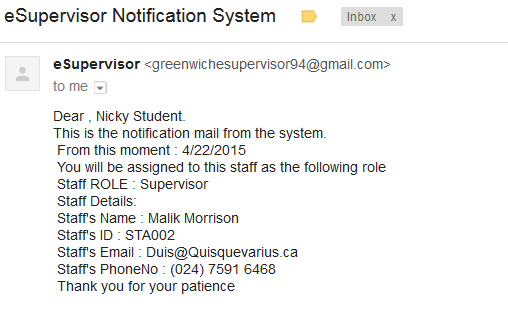 eSupervisor Notification System
Inbox x
eSupervisor <greenwichesupervisor94@gmail.com>
to me
Dear , Nicky Student.
This is the notification mail from the system.
From this moment : 4/22/2015
You will be assigned to this staff as the following role
Staff ROLE : Supervisor
Staff Details:
Staff's Name : Malik Morrison
Staff's ID : STA002
Staff's Email : Duis@Quisquevarius.ca
Staff's PhoneNo : (024) 7591 6468
Thank you for your patience